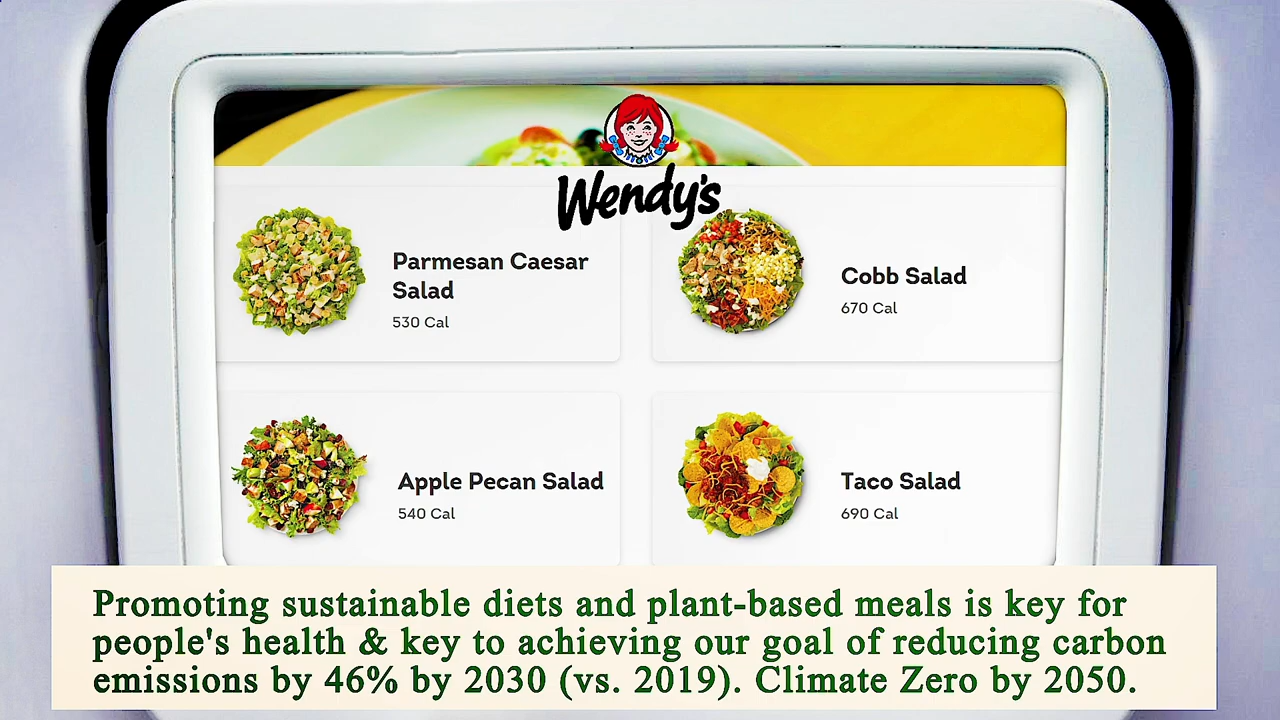 Wendy's
Parmesan Caesar
Salad
530 Cal
Cobb Salad
670 Cal
Apple Pecan Salad
540 Cal
Taco Salad
690 Cal
Promoting sustainable diets and plant-based meals is key for
people's health & key to achieving our goal of reducing carbon
emissions by 46% by 2030 (vs. 2019). Climate Zero by 2050.